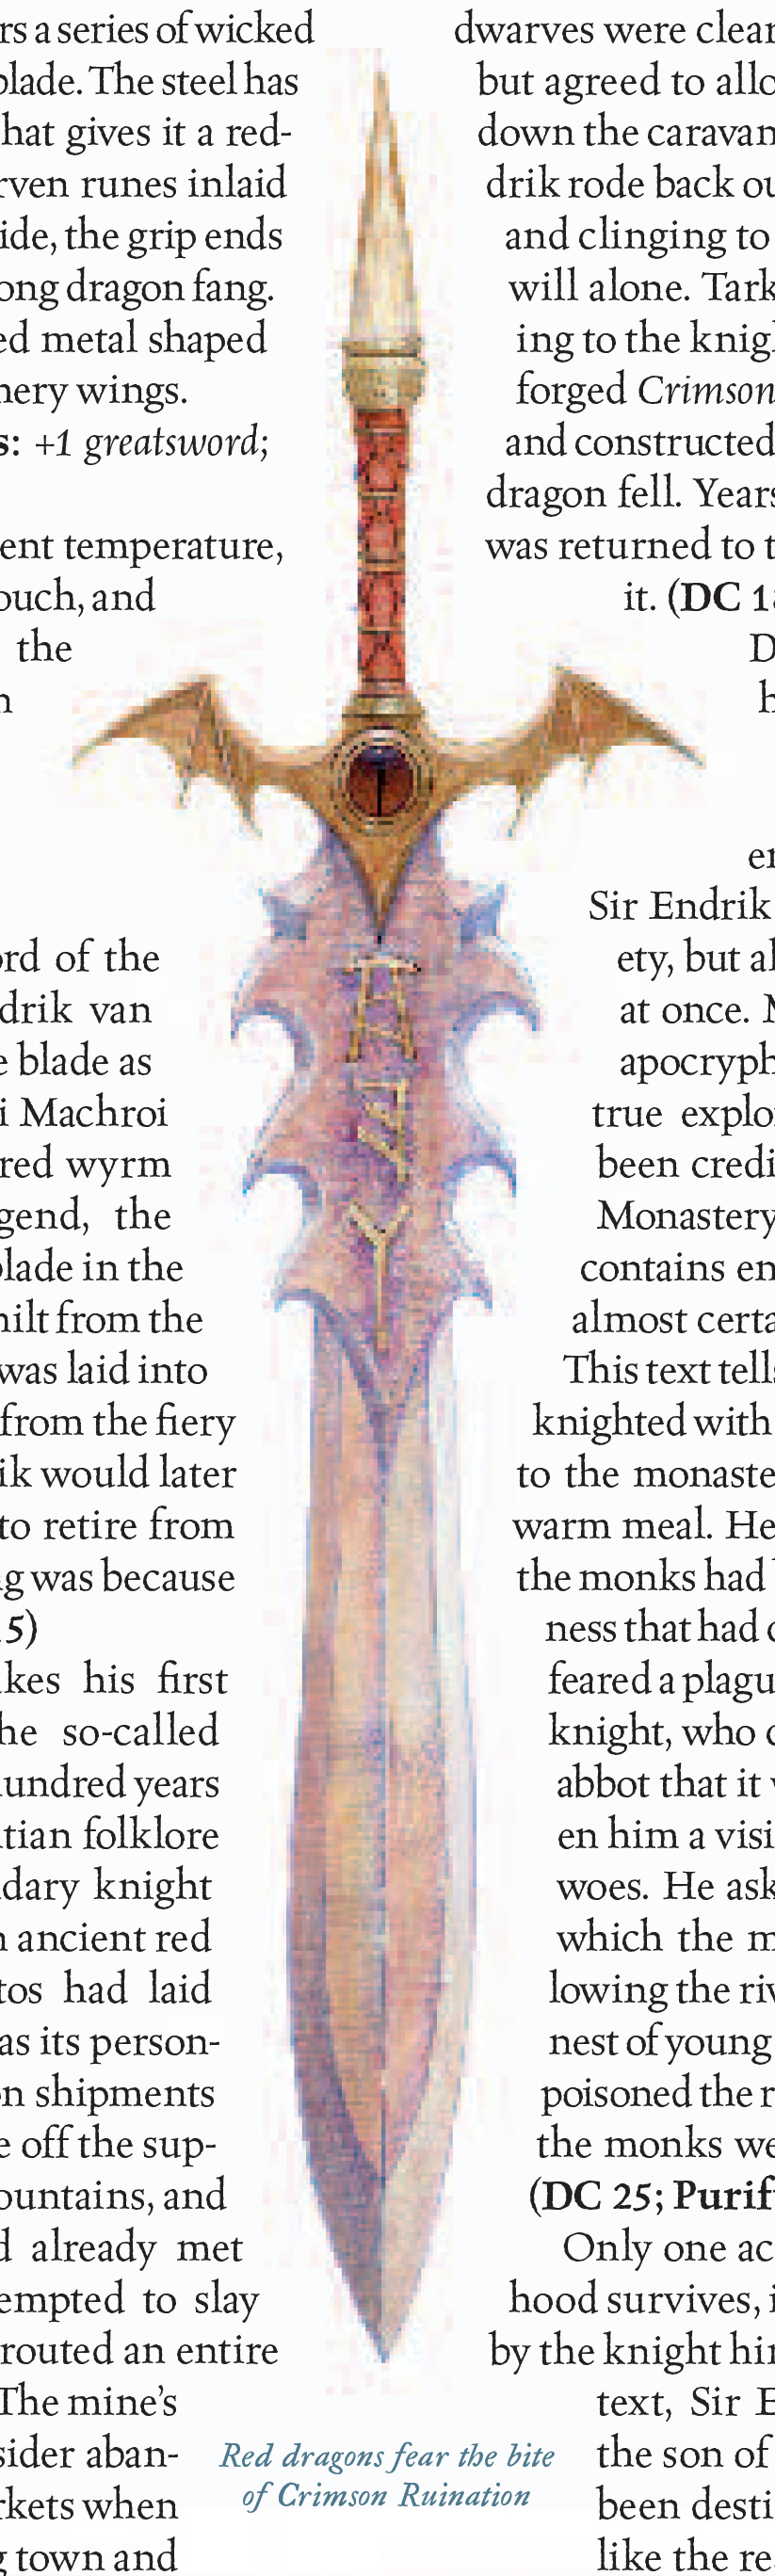 rs a series of wicked
blade. The steel has
hat gives it a red-
rven runes inlaid
ide, the grip ends
ong dragon fang.
ed metal shaped
hery wings.
s: +1 greatsword;
ent temperature,
ouch, and
the
n
ord of the
drik van
e blade as
i Machroi
red wyrm
gend, the
blade in the
hilt from the
was laid into
from the fiery
ik would later
to retire from
ng was because
15)
akes his first
he so-called
hundred years
tian folklore
ndary knight
n ancient red
tos had laid
as its person-
on shipments
e off the sup-
ountains, and
d already met
empted to slay
routed an entire
The mine's
sider aban-
rkets when
g town and
Red dragons fear the bite
of Crimson Ruination
dwarves were clear
but agreed to allo
down the caravan
drik rode back ou
and clinging to
will alone. Tark
ing to the knigh
forged Crimson
and constructed
dragon fell. Years
was returned to t
it. (DC 18
D
h
en
Sir Endrik
ety, but al
at once. M
apocryph
true explo
been credi
Monastery
contains en
almost certa
This text tells
knighted with
to the monaste
warm meal. He
the monks had
ness that had c
feared a plagu
knight, who c
abbot that it w
en him a visi
woes. He ask
which the m
lowing the riv
nest of young
poisoned the r
the monks we
(DC 25; Purif
Only one ac
hood survives, i
by the knight him
text, Sir E
the son of
been desti
like the re